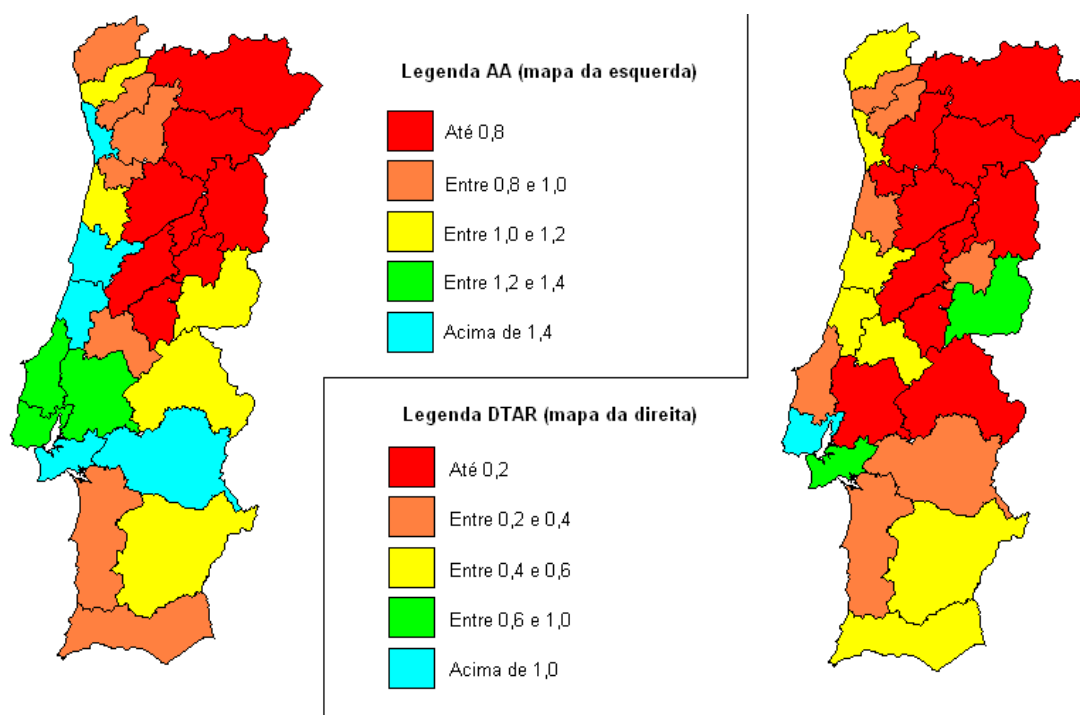 Legenda AA (mapa da esquerda)
Até 0,8
Entre 0,8 e 1,0
Entre 1,0 e 1,2
Entre 1,2 e 1,4
Acima de 1,4
Legenda DTAR (mapa da direita)
Até 0,2
Entre 0,2 e 0,4
Entre 0,4 e 0,6
Entre 0,6 e 1,0
Acima de 1,0